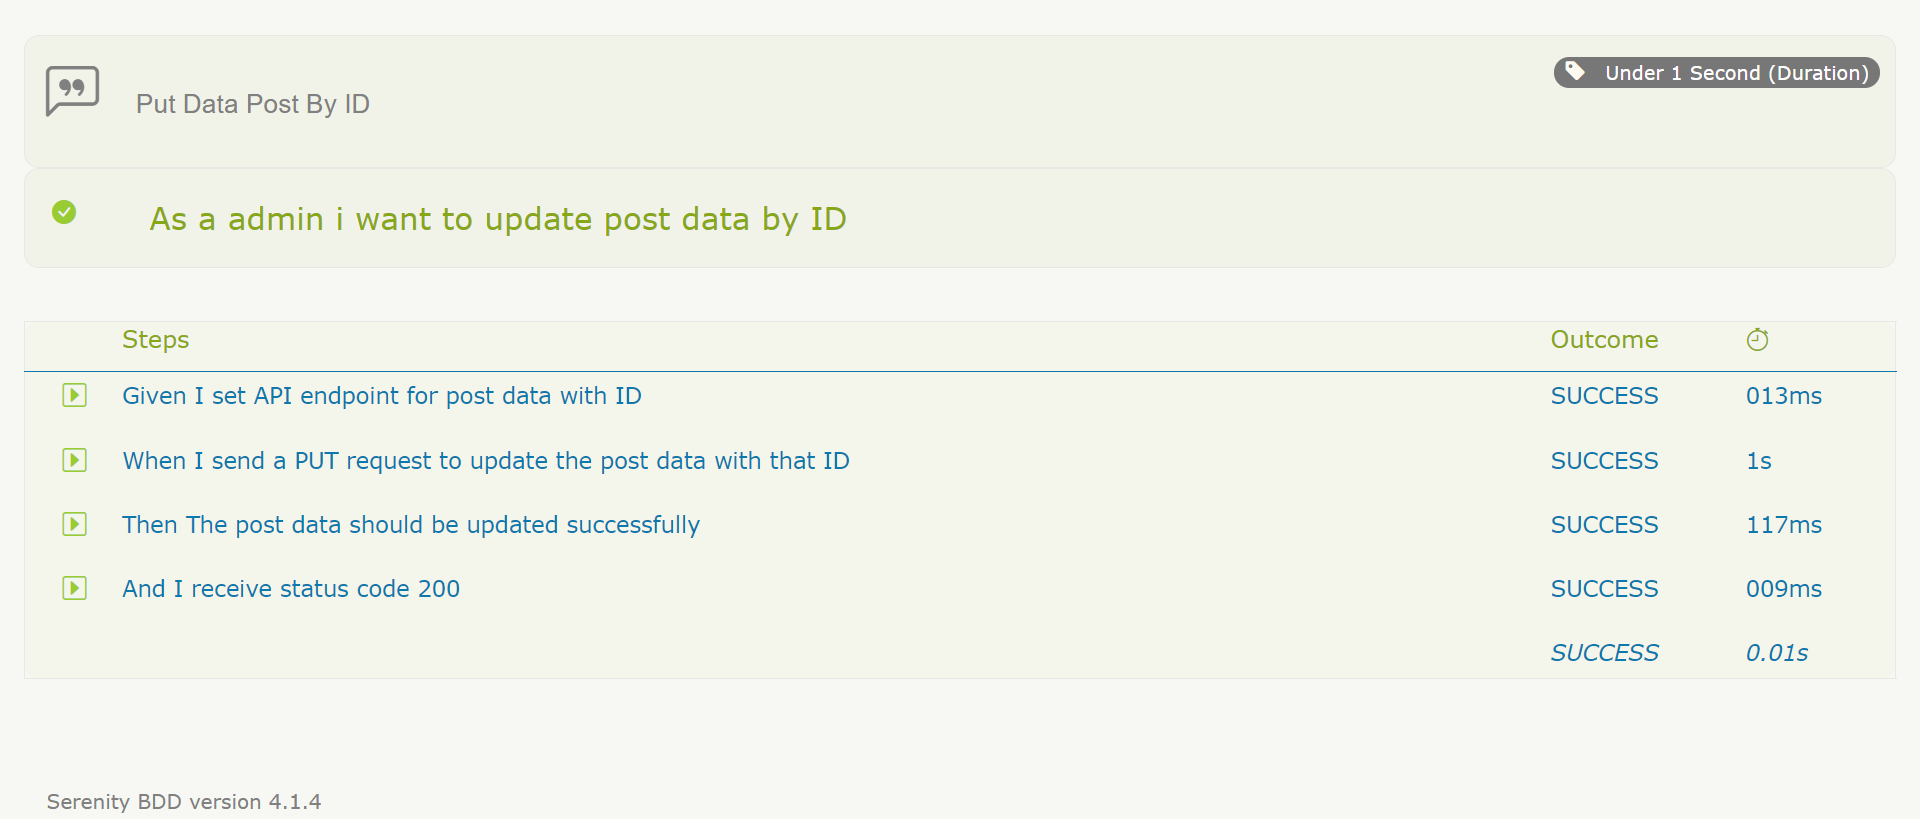 Under 1 Second (Duration)
Put Data Post By ID
As a admin i want to update post data by ID
Steps Outcome
Given I set API endpoint for post data with ID SUCCESS 013ms
When I send a PUT request to update the post data with that ID SUCCESS 1s
Then The post data should be updated successfully SUCCESS 117ms
And I receive status code 200 SUCCESS 009ms
SUCCESS 0.01s
Serenity BDD version 4.1.4